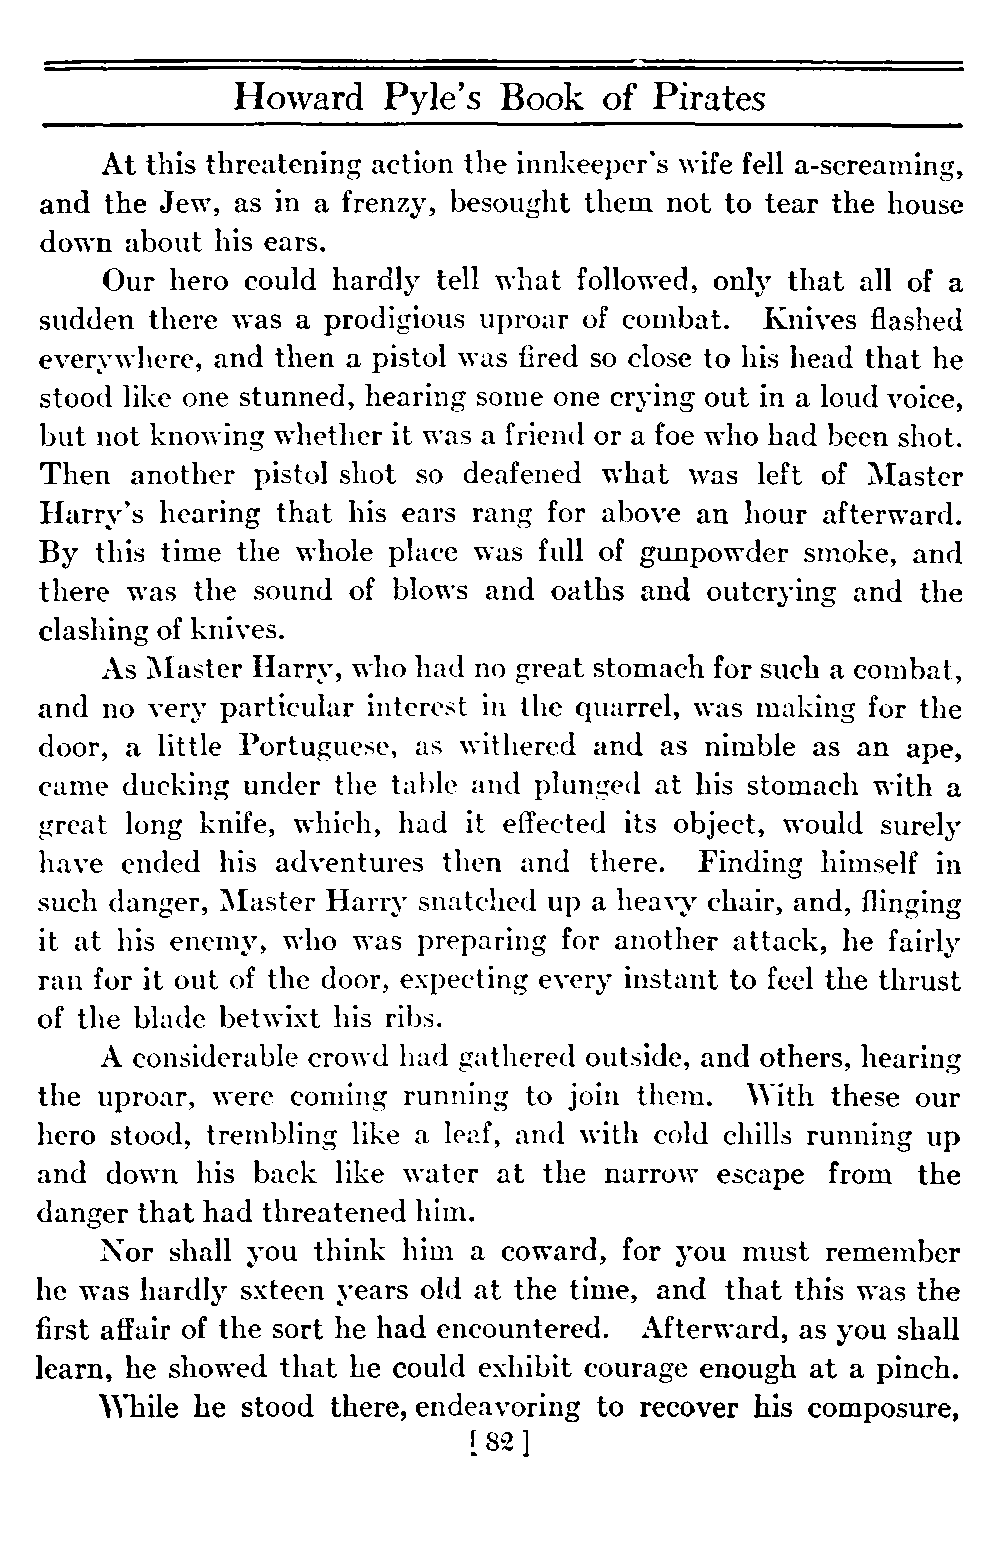 Howard Pyle's Book of Pirates
At this threatening action the innkeeper's wife fell a-screaming,
and the Jew, as in a frenzy, besought them not to tear the house
down about his ears.
Our hero could hardly tell what followed, only that all of a
sudden there was a prodigious uproar of combat. Knives flashed
everywhere, and then a pistol was fired so close to his head that he
stood like one stunned, hearing some one crying out in a loud voice,
but not knowing whether it was a friend or a foe who had been shot.
Then another pistol shot so deafened what was left of Master
Harry's hearing that his ears rang for above an hour afterward.
By this time the whole place was full of gunpowder smoke, and
there was the sound of blows and oaths and outcrying and the
clashing of knives.
As Master Harry, who had no great stomach for such a combat,
and no very particular interest in the quarrel, was making for the
door, a little Portuguese, as withered and as nimble as an ape,
came ducking under the table and plunged at his stomach with a
great long knife, which, had it effected its object, would surely
have ended his adventures then and there. Finding himself in
such danger, Master Harry snatched up a heavy chair, and, flinging
it at his enemy, who was preparing for another attack, he fairly
ran for it out of the door, expecting every instant to feel the thrust
of the blade betwixt his ribs.
A considerable crowd had gathered outside, and others, hearing
the uproar, were coming running to join them. With these our
hero stood, trembling like a leaf, and with cold chills running up
and down his back like water at the narrow escape from the
danger that had threatened him.
Nor shall you think him a coward, for you must remember
he was hardly sxteen years old at the time, and that this was the
first affair of the sort he had encountered. Afterward, as you shall
learn, he showed that he could exhibit courage enough at a pinch.
While he stood there, endeavoring to recover his composure,
[ 82 ]